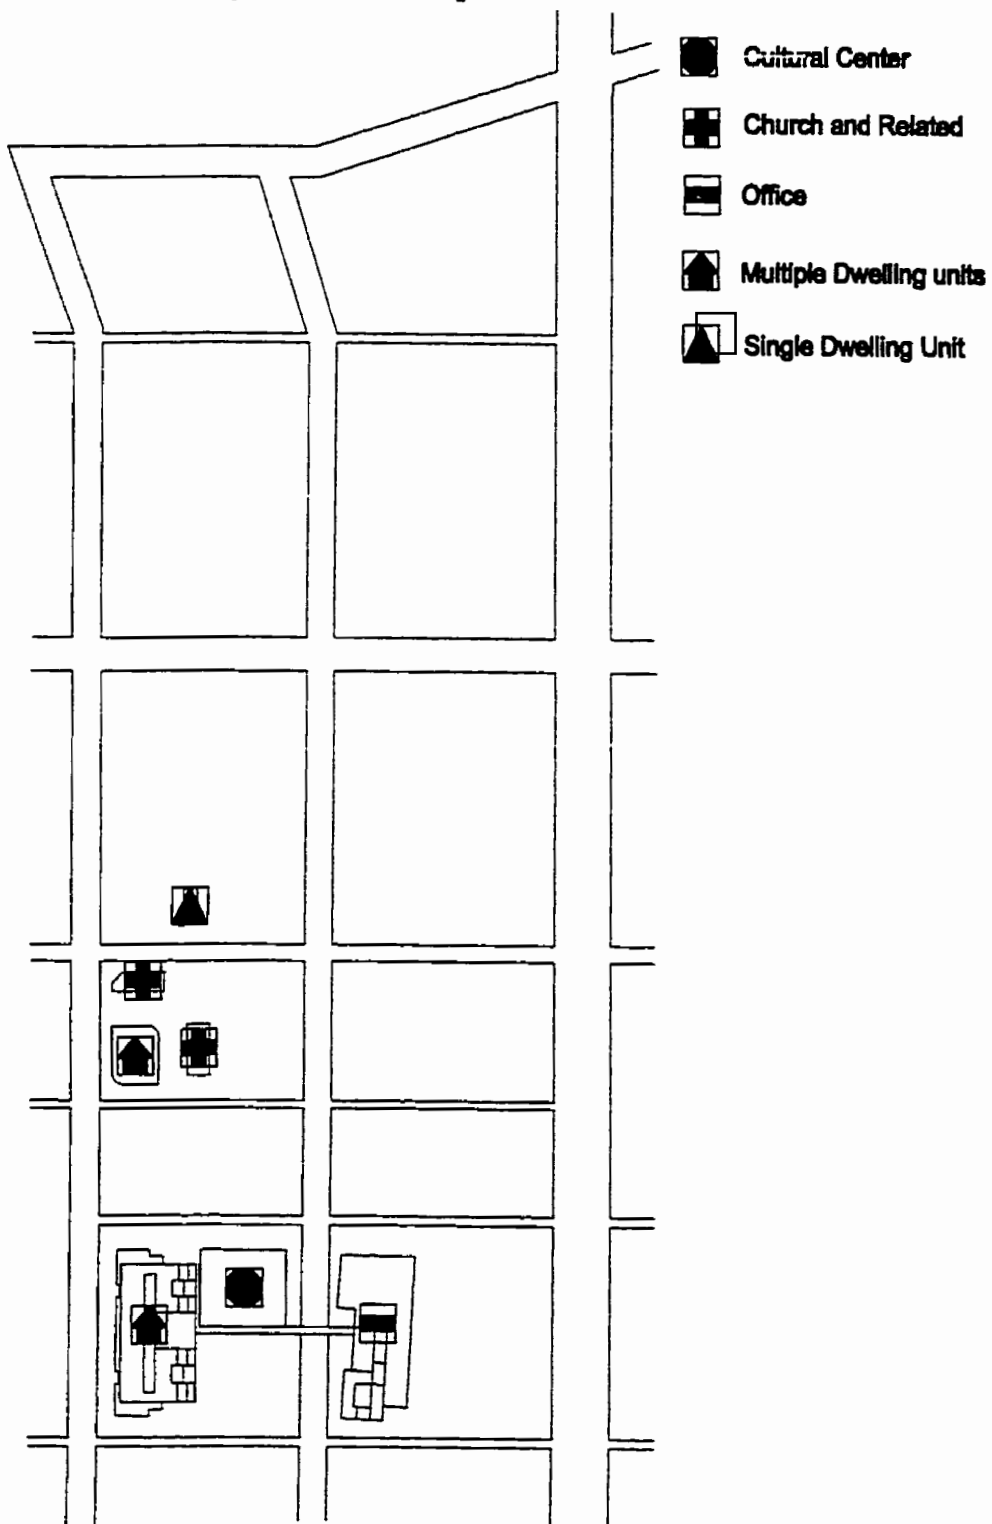 Cultural Center
Church and Related
Office
Multiple Dwelling units
Single Dwelling Unit